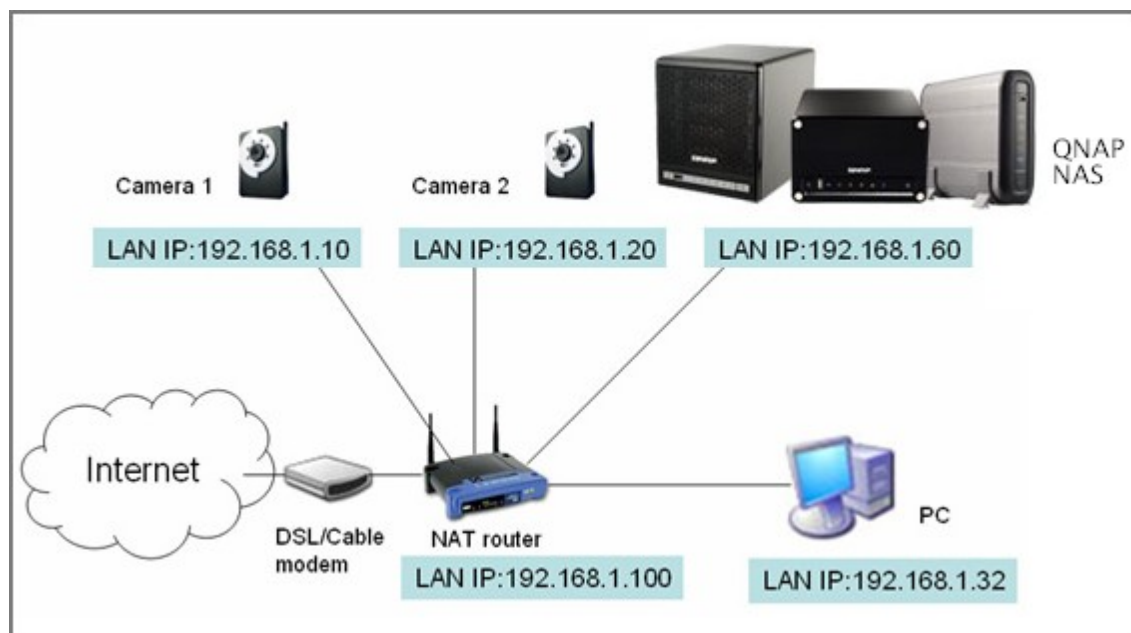 Camera 1
Camera 2
QNAP
NAS
LAN IP:192.168.1.10
LAN IP:192.168.1.20
LAN IP:192.168.1.60
Internet
DSL/Cable
modem
NAT router
LAN IP:192.168.1.100
PC
LAN IP:192.168.1.32